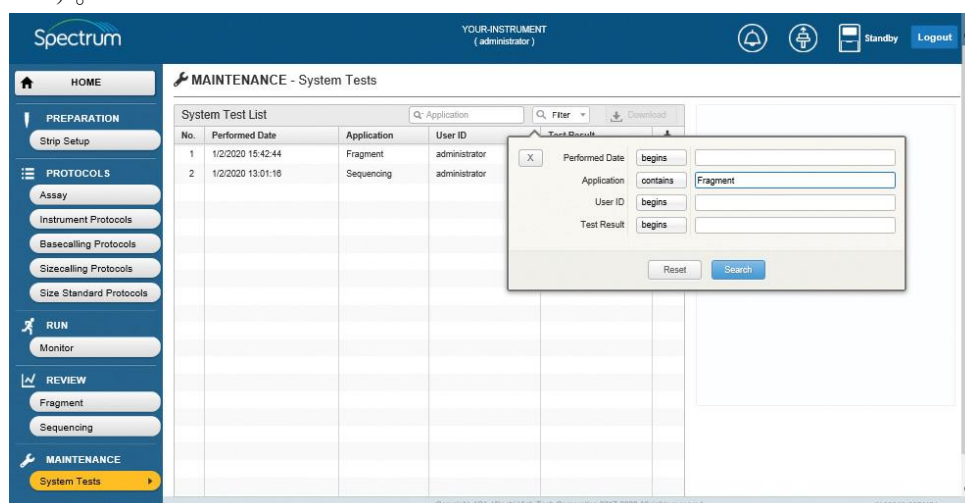 Spectrum
YOUR-INSTRUMENT
( administrator )
Standby
Logout
HOME
PREPARATION
Strip Setup
PROTOCOLS
Assay
Instrument Protocols
Basecalling Protocols
Sizecalling Protocols
Size Standard Protocols
RUN
Monitor
REVIEW
Fragment
Sequencing
MAINTENANCE
System Tests
MAINTENANCE - System Tests
System Test List
Application
Filter
Download
No. Performed Date Application User ID Test Result
1 1/2/2020 15:42:44 Fragment administrator
2 1/2/2020 13:01:16 Sequencing administrator
X
Performed Date begins
Application contains Fragment
User ID begins
Test Result begins
Reset Search